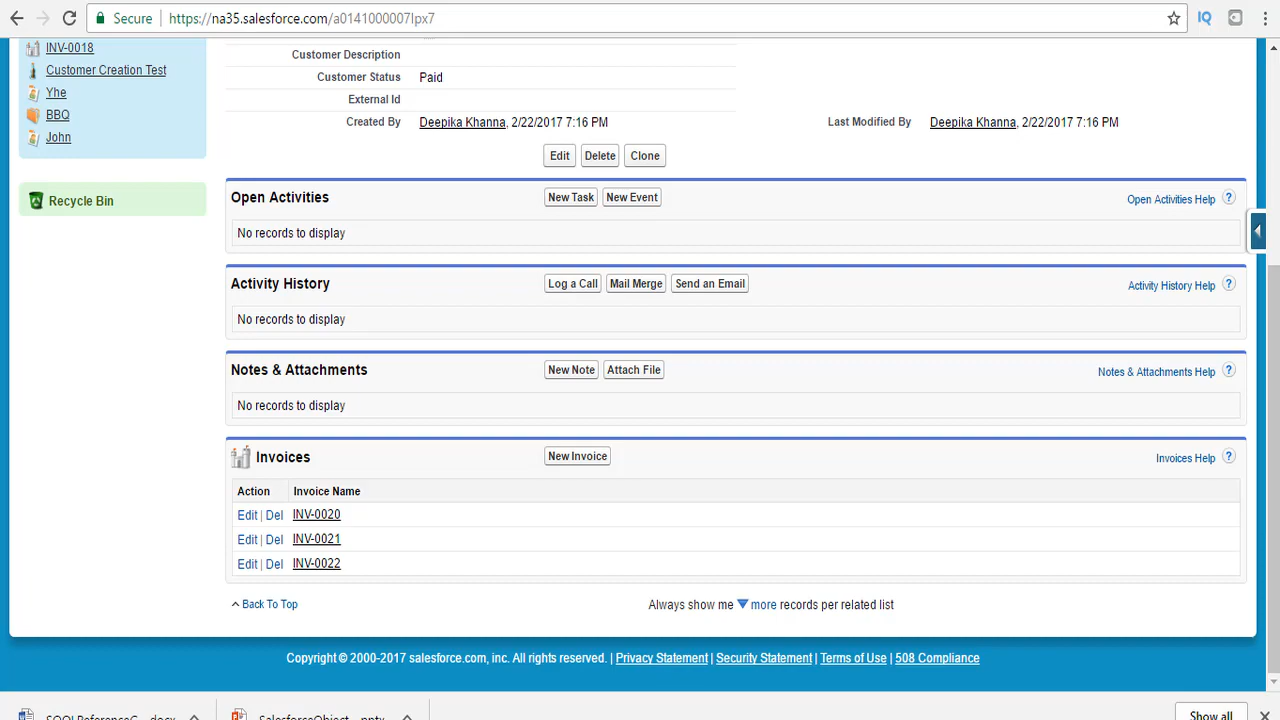 Secure
https://na35.salesforce.com/a0141000007Ipx7
IQ
INV-0018
Customer Creation Test
Yhe
BBQ
John
Recycle Bin
Customer Description
Customer Status Paid
External Id
Created By Deepika Khanna, 2/22/2017 7:16 PM Last Modified By Deepika Khanna, 2/22/2017 7:16 PM
Edit Delete Clone
Open Activities New Task New Event Open Activities Help ?
No records to display
Activity History Log a Call Mail Merge Send an Email Activity History Help ?
No records to display
Notes & Attachments New Note Attach File Notes & Attachments Help ?
No records to display
Invoices New Invoice Invoices Help ?
Action Invoice Name
Edit | Del INV-0020
Edit | Del INV-0021
Edit | Del INV-0022
Back To Top Always show me more records per related list
Copyright © 2000-2017 salesforce.com, inc. All rights reserved. | Privacy Statement | Security Statement | Terms of Use | 508 Compliance
SOQLReferenceG....docx SalesforceObject....pptx Show all